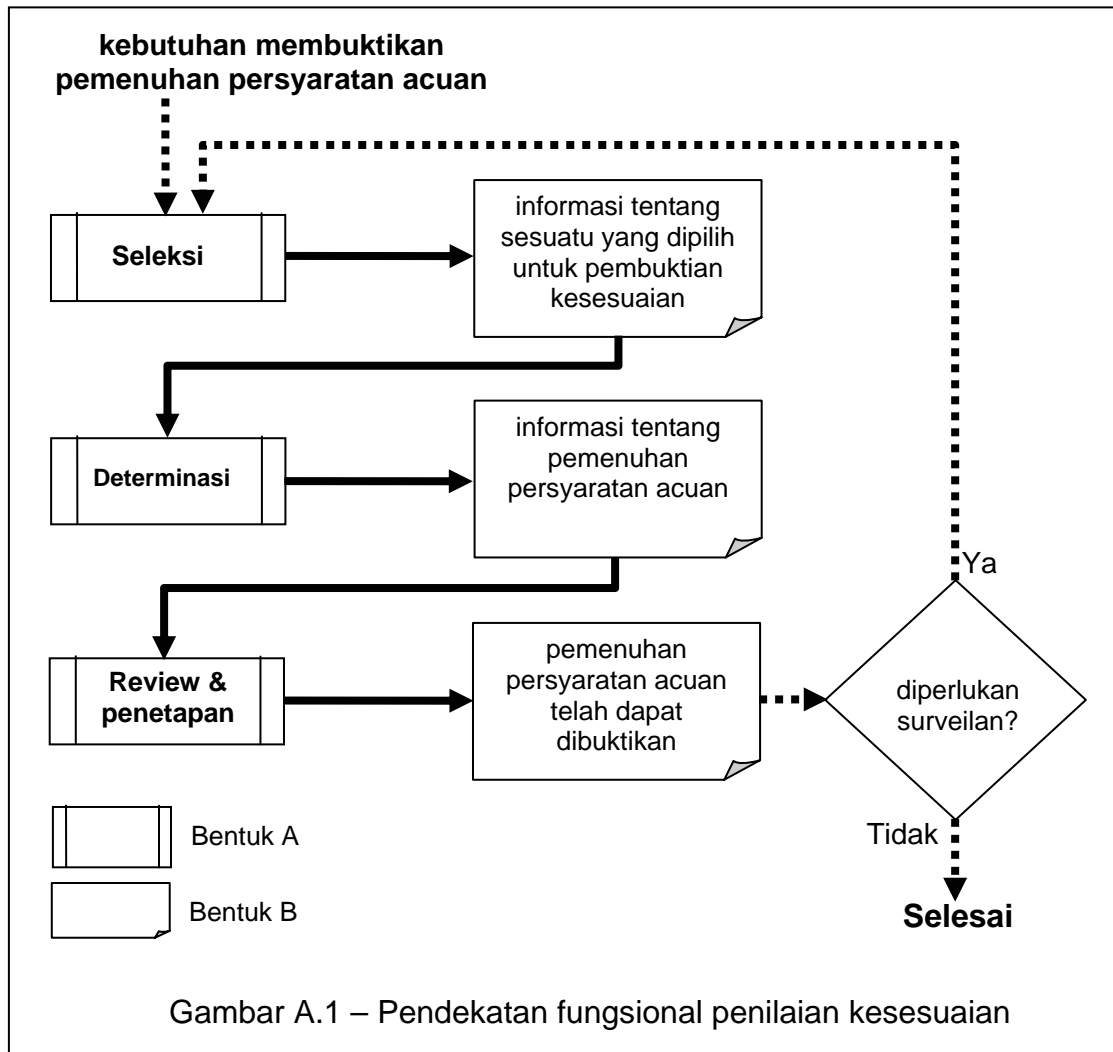 kebutuhan membuktikan
pemenuhan persyaratan acuan
Seleksi
informasi tentang
sesuatu yang dipilih
untuk pembuktian
kesesuaian
Determinasi
informasi tentang
pemenuhan
persyaratan acuan
Ya
Review &
penetapan
pemenuhan
persyaratan acuan
telah dapat
dibuktikan
diperlukan
surveilan?
Tidak
Selesai
Bentuk A
Bentuk B
Gambar A.1 – Pendekatan fungsional penilaian kesesuaian